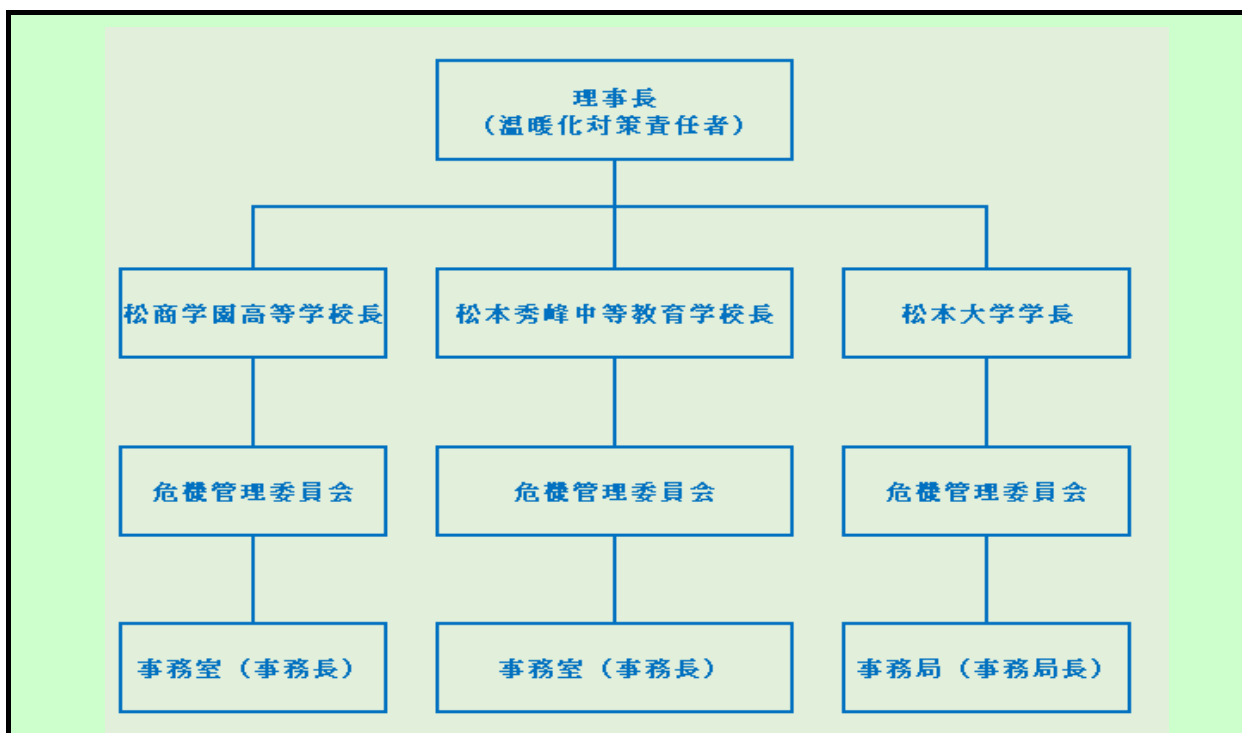 理事長
（温暖化対策責任者）
松商学園高等学校長
松本秀峰中等教育学校長
松本大学学長
危機管理委員会
危機管理委員会
危機管理委員会
事務室（事務長）
事務室（事務長）
事務局（事務局長）